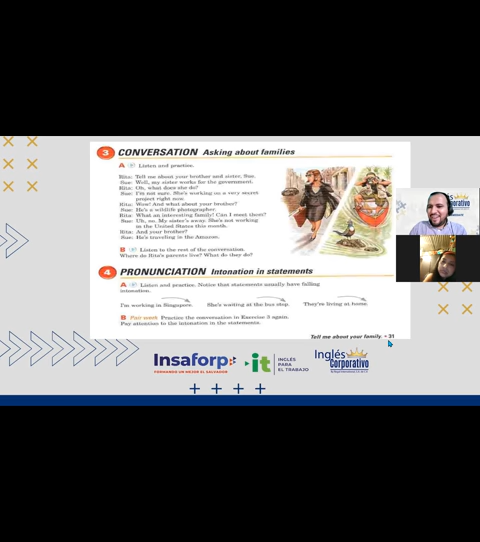 3 CONVERSATION Asking about families
A Listen and practice.
Rita: Tell me about your brother and sister, Sue.
Sue: Well, my sister works for the government.
Rita: Oh, what does she do?
Sue: I'm not sure. She's working on a very secret
project right now.
Rita: Wow! And what about your brother?
Sue: He's a wildlife photographer.
Rita: What an interesting family! Can I meet them?
Sue: Uh, no. My sister's away. She's not working
in the United States this month.
Rita: And your brother?
Sue: He's traveling in the Amazon.
B Listen to the rest of the conversation.
Where do Rita's parents live? What do they do?
4 PRONUNCIATION Intonation in statements
A Listen and practice. Notice that statements usually have falling
intonation.
I'm working in Singapore. She's waiting at the bus stop. They're living at home.
B Pair work Practice the conversation in Exercise 3 again.
Pay attention to the intonation in the statements.
Tell me about your family. • 31
Insaforp
FORMANDO UN MEJOR EL SALVADOR
it INGLÉS PARA EL TRABAJO
Inglés Corporativo